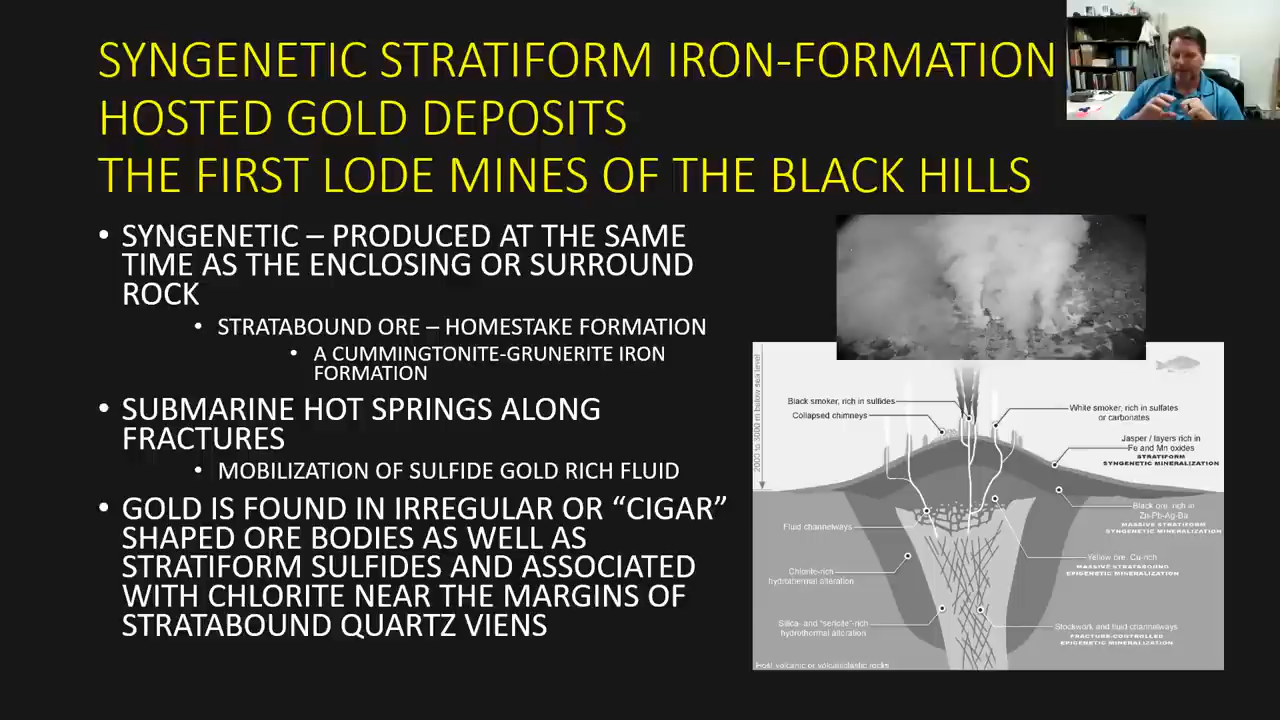 SYNGENETIC STRATIFORM IRON-FORMATION
HOSTED GOLD DEPOSITS
THE FIRST LODE MINES OF THE BLACK HILLS
• SYNGENETIC – PRODUCED AT THE SAME
TIME AS THE ENCLOSING OR SURROUND
ROCK
• STRATABOUND ORE – HOMESTAKE FORMATION
• A CUMMINGTONITE-GRUNERITE IRON
FORMATION
• SUBMARINE HOT SPRINGS ALONG
FRACTURES
• MOBILIZATION OF SULFIDE GOLD RICH FLUID
• GOLD IS FOUND IN IRREGULAR OR “CIGAR”
SHAPED ORE BODIES AS WELL AS
STRATIFORM SULFIDES AND ASSOCIATED
WITH CHLORITE NEAR THE MARGINS OF
STRATABOUND QUARTZ VIENS
m below sea level
Black smoker, rich in sulfides
Collapsed chimneys
White smoker, rich in sulfates
or carbonates
Jasper / layers rich in
Fe and Mn oxides
STRATIFORM
SYNGENETIC MINERALIZATION
Black ore, rich in
Zn-Pb-Ag-Ba
MASSIVE STRATIFORM
SYNGENETIC MINERALIZATION
Fluid channelways
Yellow ore, Cu-rich
MASSIVE STRATABOUND
EPIGENETIC MINERALIZATION
Chlorite-rich
hydrothermal alteration
Silica- and "sericite"-rich
hydrothermal alteration
Stockwork and fluid channelways
FRACTURE-CONTROLLED
EPIGENETIC MINERALIZATION
Host volcanic or volcaniclastic rocks